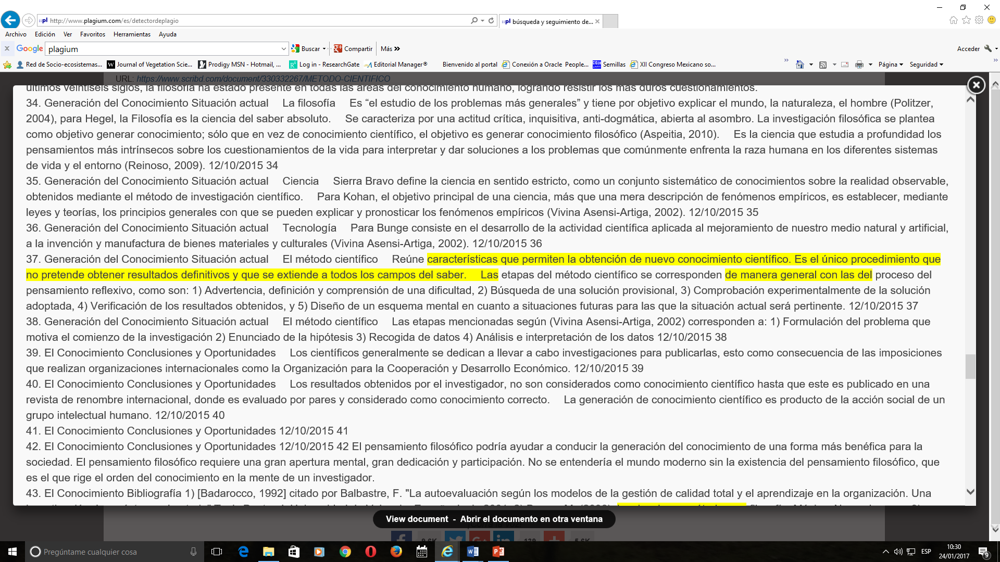 http://www.plagium.com/es/detectordeplagio
búsqueda y seguimiento de...
Archivo Edición Ver Favoritos Herramientas Ayuda
x Google plagium Buscar Compartir Más Acceder
Red de Socio-ecosistemas... Journal of Vegetation Scie... Prodigy MSN - Hotmail, ... Log in - ResearchGate Editorial Manager® Bienvenido al portal Conexión a Oracle People... Semillas XII Congreso Mexicano so... Página Seguridad
URL: https://www.scribd.com/document/330332267/METODO-CIENTIFICO
últimos veintiséis siglos, la filosofía ha estado presente en todas las áreas del conocimiento humano, logrando resistir los más duros cuestionamientos.
34. Generación del Conocimiento Situación actual La filosofía Es “el estudio de los problemas más generales” y tiene por objetivo explicar el mundo, la naturaleza, el hombre (Politzer,
2004), para Hegel, la Filosofía es la ciencia del saber absoluto. Se caracteriza por una actitud crítica, inquisitiva, anti-dogmática, abierta al asombro. La investigación filosófica se plantea
como objetivo generar conocimiento; sólo que en vez de conocimiento científico, el objetivo es generar conocimiento filosófico (Aspeitia, 2010). Es la ciencia que estudia a profundidad los
pensamientos más intrínsecos sobre los cuestionamientos de la vida para interpretar y dar soluciones a los problemas que comúnmente enfrenta la raza humana en los diferentes sistemas
de vida y el entorno (Reinoso, 2009). 12/10/2015 34
35. Generación del Conocimiento Situación actual Ciencia Sierra Bravo define la ciencia en sentido estricto, como un conjunto sistemático de conocimientos sobre la realidad observable,
obtenidos mediante el método de investigación científico. Para Kohan, el objetivo principal de una ciencia, más que una mera descripción de fenómenos empíricos, es establecer, mediante
leyes y teorías, los principios generales con que se pueden explicar y pronosticar los fenómenos empíricos (Vivina Asensi-Artiga, 2002). 12/10/2015 35
36. Generación del Conocimiento Situación actual Tecnología Para Bunge consiste en el desarrollo de la actividad científica aplicada al mejoramiento de nuestro medio natural y artificial,
a la invención y manufactura de bienes materiales y culturales (Vivina Asensi-Artiga, 2002). 12/10/2015 36
37. Generación del Conocimiento Situación actual El método científico Reúne características que permiten la obtención de nuevo conocimiento científico. Es el único procedimiento que
no pretende obtener resultados definitivos y que se extiende a todos los campos del saber. Las etapas del método científico se corresponden de manera general con las del proceso del
pensamiento reflexivo, como son: 1) Advertencia, definición y comprensión de una dificultad, 2) Búsqueda de una solución provisional, 3) Comprobación experimentalmente de la solución
adoptada, 4) Verificación de los resultados obtenidos, y 5) Diseño de un esquema mental en cuanto a situaciones futuras para las que la situación actual será pertinente. 12/10/2015 37
38. Generación del Conocimiento Situación actual El método científico Las etapas mencionadas según (Vivina Asensi-Artiga, 2002) corresponden a: 1) Formulación del problema que
motiva el comienzo de la investigación 2) Enunciado de la hipótesis 3) Recogida de datos 4) Análisis e interpretación de los datos 12/10/2015 38
39. El Conocimiento Conclusiones y Oportunidades Los científicos generalmente se dedican a llevar a cabo investigaciones para publicarlas, esto como consecuencia de las imposiciones
que realizan organizaciones internacionales como la Organización para la Cooperación y Desarrollo Económico. 12/10/2015 39
40. El Conocimiento Conclusiones y Oportunidades Los resultados obtenidos por el investigador, no son considerados como conocimiento científico hasta que este es publicado en una
revista de renombre internacional, donde es evaluado por pares y considerado como conocimiento correcto. La generación de conocimiento científico es producto de la acción social de un
grupo intelectual humano. 12/10/2015 40
41. El Conocimiento Conclusiones y Oportunidades 12/10/2015 41
42. El Conocimiento Conclusiones y Oportunidades 12/10/2015 42 El pensamiento filosófico podría ayudar a conducir la generación del conocimiento de una forma más benéfica para la
sociedad. El pensamiento filosófico requiere una gran apertura mental, gran dedicación y participación. No se entendería el mundo moderno sin la existencia del pensamiento filosófico, que
es el que rige el orden del conocimiento en la mente de un investigador.
43. El Conocimiento Bibliografía 1) [Badarocco, 1992] citado por Balbastre, F. "La autoevaluación según los modelos de la gestión de calidad total y el aprendizaje en la organización. Una
View document - Abrir el documento en otra ventana
9.6K 139 5.6K
Pregúntame cualquier cosa
ESP
10:30
24/01/2017
9